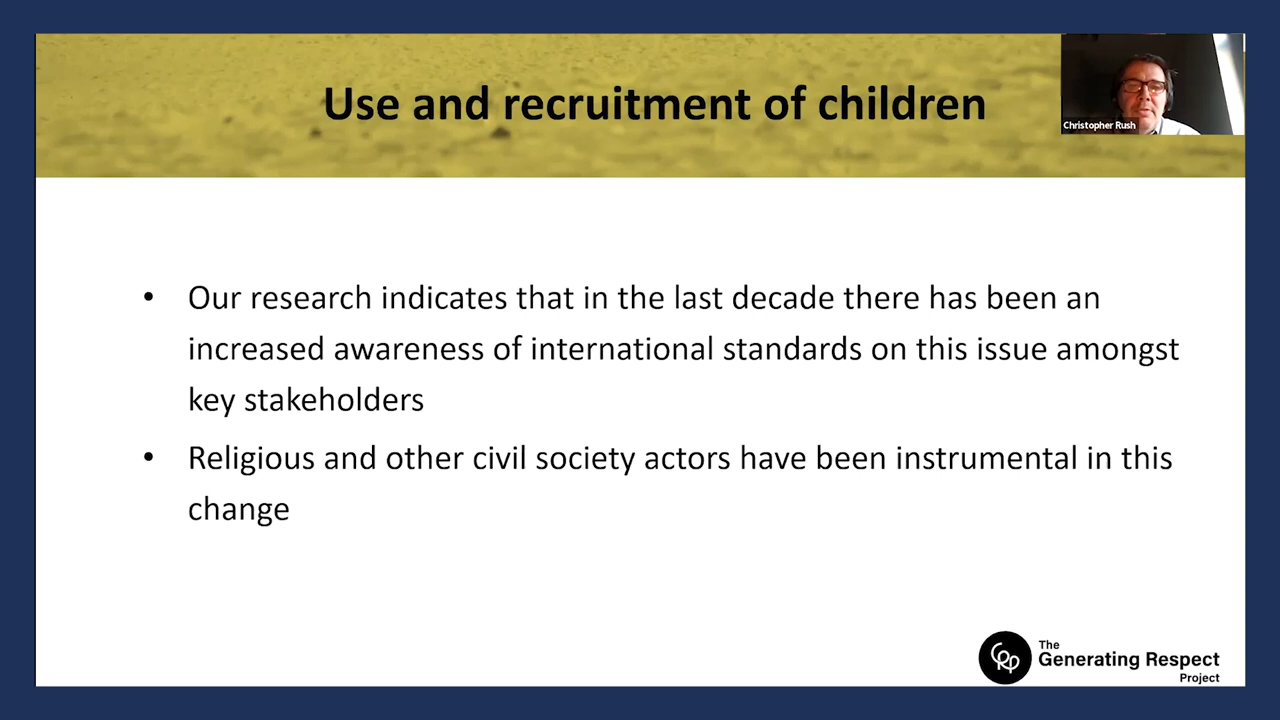 Use and recruitment of children
Christopher Rush
• Our research indicates that in the last decade there has been an
increased awareness of international standards on this issue amongst
key stakeholders
• Religious and other civil society actors have been instrumental in this
change
GRP
The
Generating Respect
Project